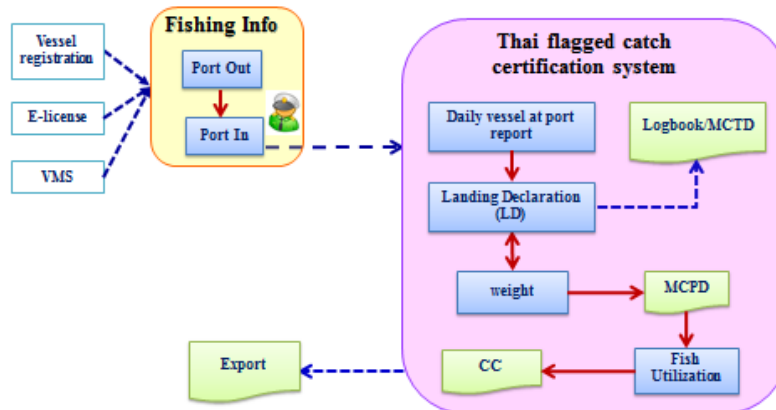 Vessel
registration
E-license
VMS
Fishing Info
Port Out
Port In
Thai flagged catch
certification system
Daily vessel at port
report
Logbook/MCTD
Landing Declaration
(LD)
weight
MCPD
Fish
Utilization
CC
Export